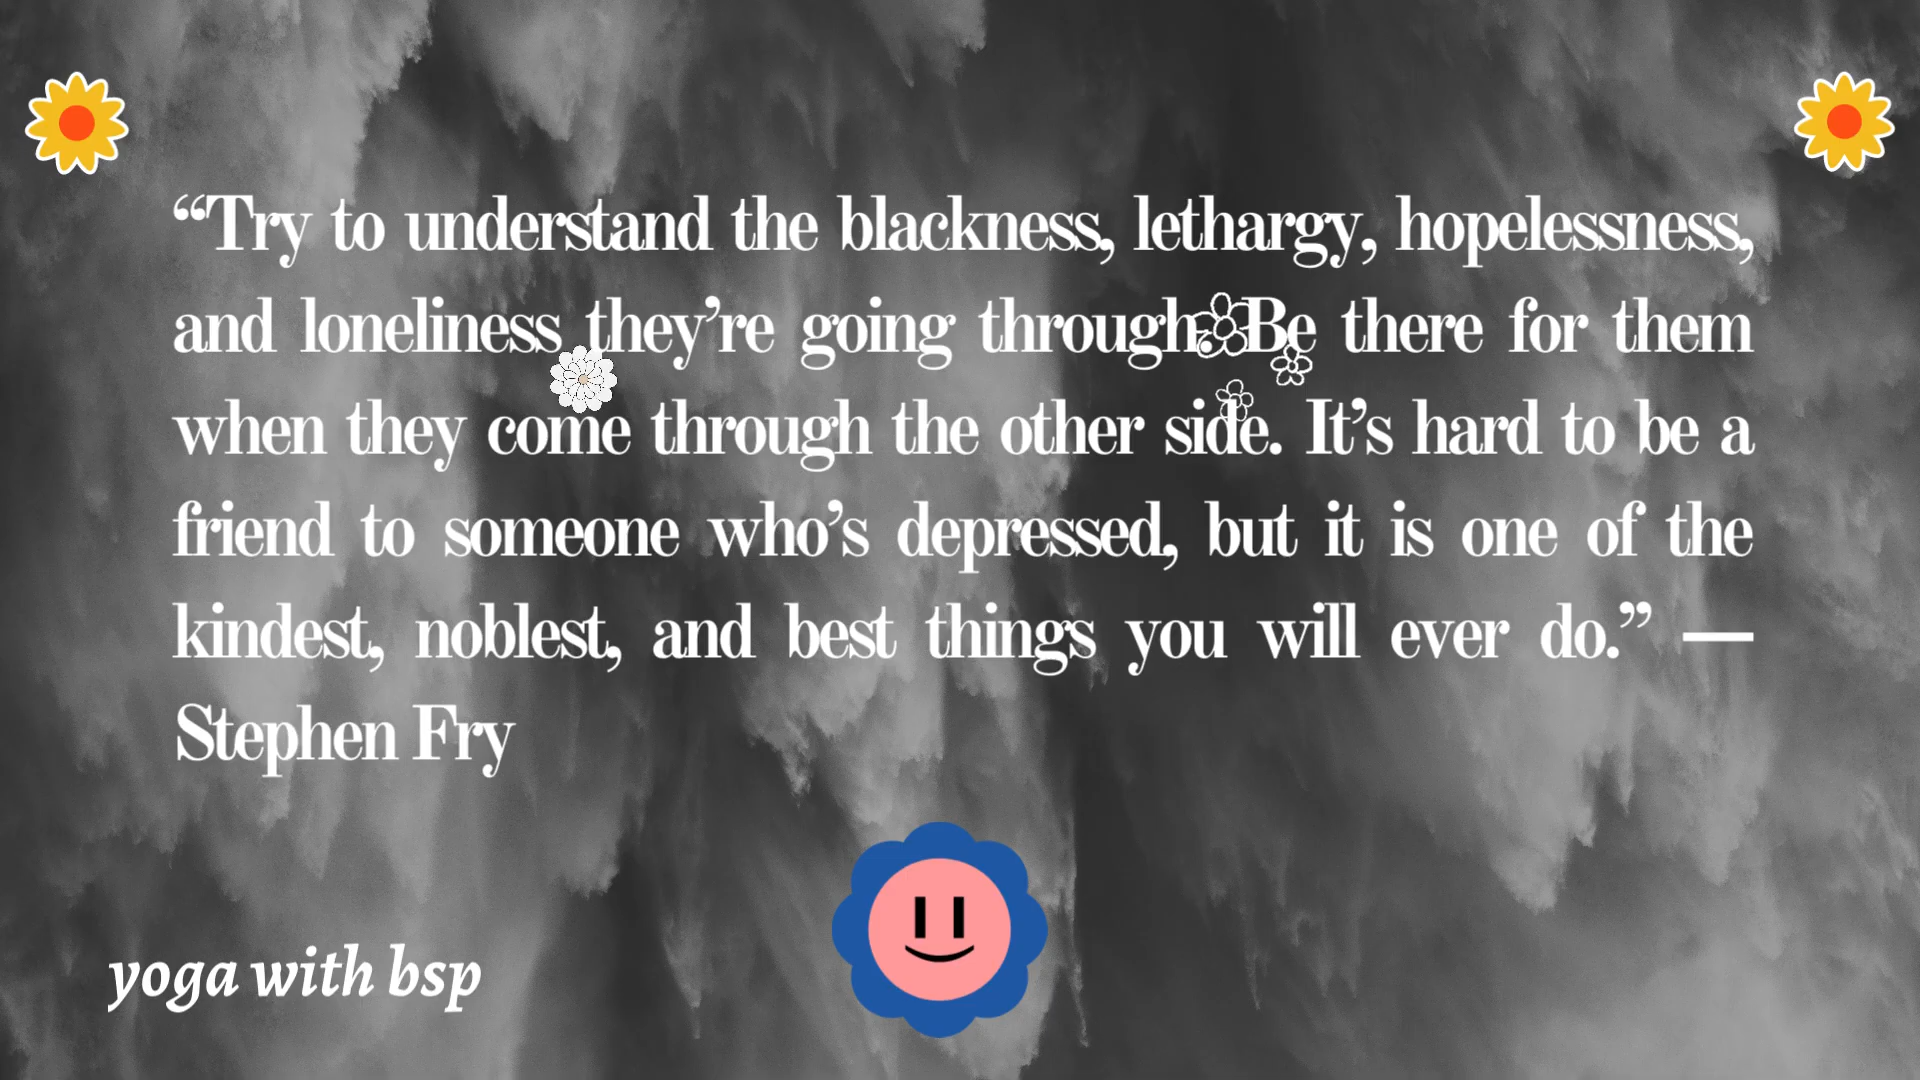 “Try to understand the blackness, lethargy, hopelessness,
and loneliness they’re going through. Be there for them
when they come through the other side. It’s hard to be a
friend to someone who’s depressed, but it is one of the
kindest, noblest, and best things you will ever do.” —
Stephen Fry
yoga with bsp